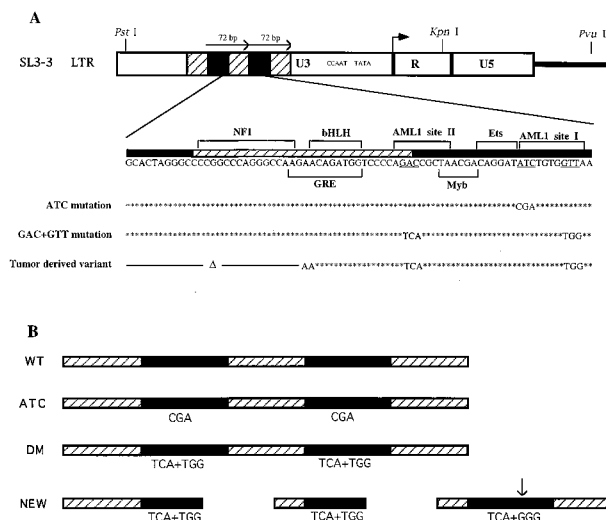 A
Pst I
72 bp
72 bp
Kpn I
Pvu II
SL3-3 LTR
U3
CCAAT TATA
R
U5
NF1
bHLH
AML1 site II
Ets
AML1 site I
GCACTAGGGCCCCGGCCCAGGGCCAAGAACAGATGGTCCCCAGACCGCTAACGACAGGATATCTGTGGTTAA
GRE
Myb
ATC mutation
CGA
GAC+GTT mutation
TCA
TGG
Tumor derived variant
Δ
AA
TCA
TGG
B
WT
ATC
CGA
CGA
DM
TCA+TGG
TCA+TGG
NEW
TCA+TGG
TCA+TGG
TCA+GGG